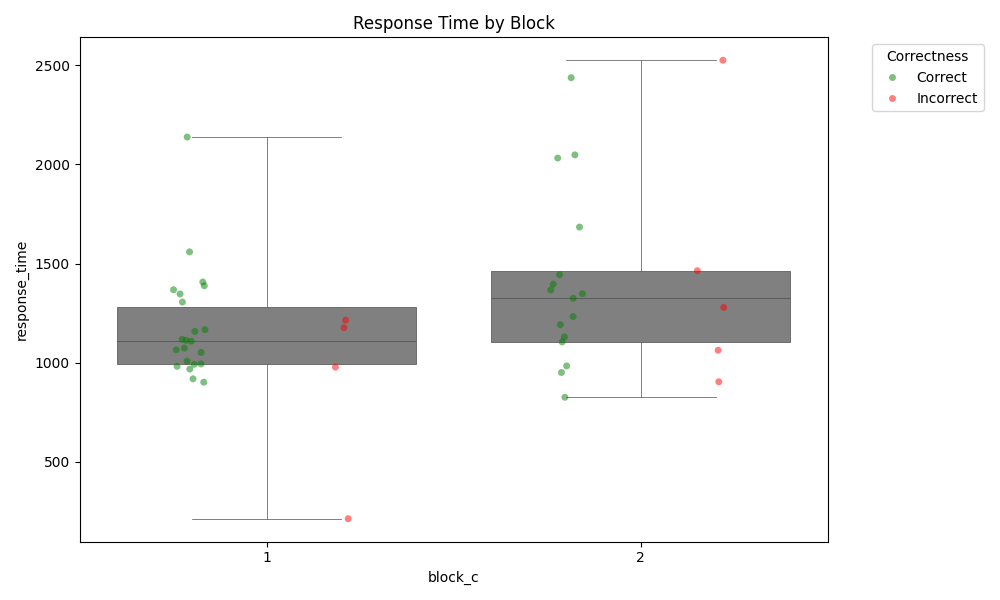 Response Time by Block
Correctness
Correct
Incorrect
response_time
2500
2000
1500
1000
500
1
2
block_c